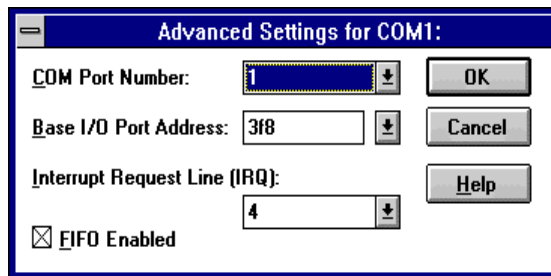 Advanced Settings for COM1:
COM Port Number: 1 OK
Base I/O Port Address: 3f8 Cancel
Interrupt Request Line (IRQ): Help
4
FIFO Enabled